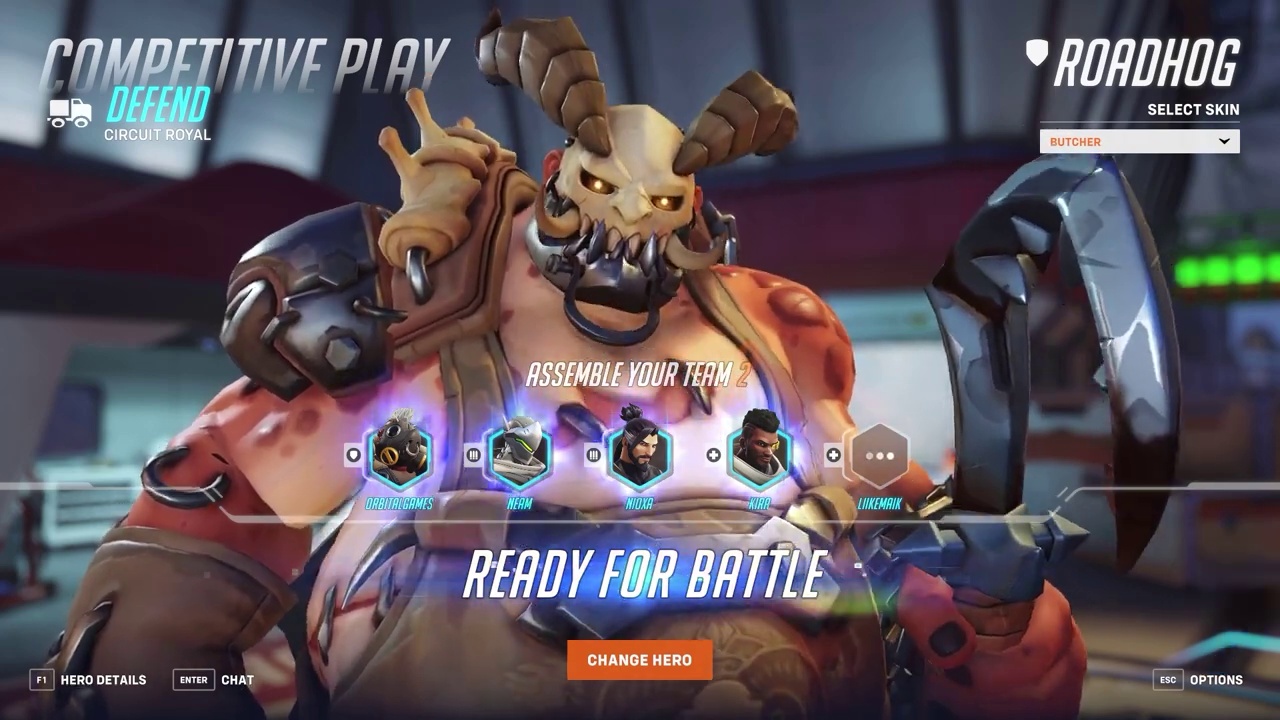 COMPETITIVE PLAY
DEFEND
CIRCUIT ROYAL
ROADHOG
SELECT SKIN
BUTCHER
ASSEMBLE YOUR TEAM 2
ORBITALGAMES
NEAM
NIOXA
KIRA
LIIKEMAIK
READY FOR BATTLE
CHANGE HERO
F1 HERO DETAILS
ENTER CHAT
ESC OPTIONS